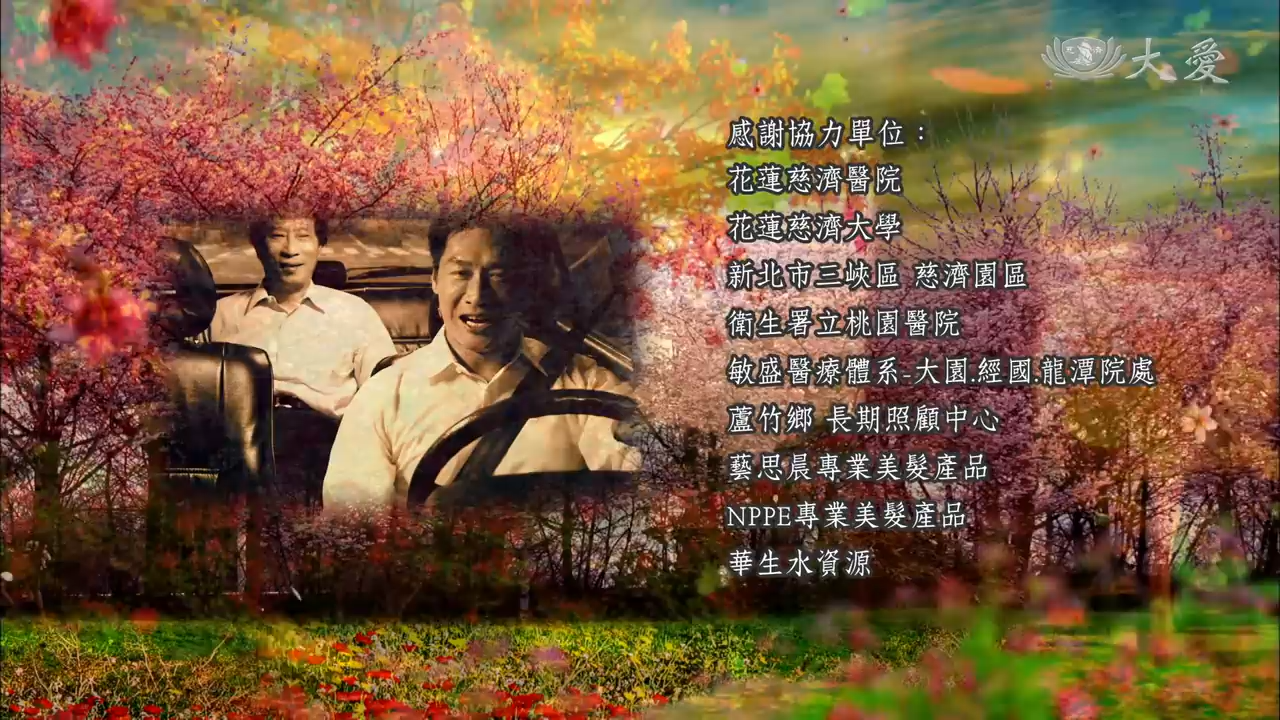 大愛
感謝協力單位：
花蓮慈濟醫院
花蓮慈濟大學
新北市三峽區 慈濟園區
衛生署立桃園醫院
敏盛醫療體系-大園.經國.龍潭院處
蘆竹鄉 長期照顧中心
藝思晨專業美髮產品
NPPE專業美髮產品
華生水資源